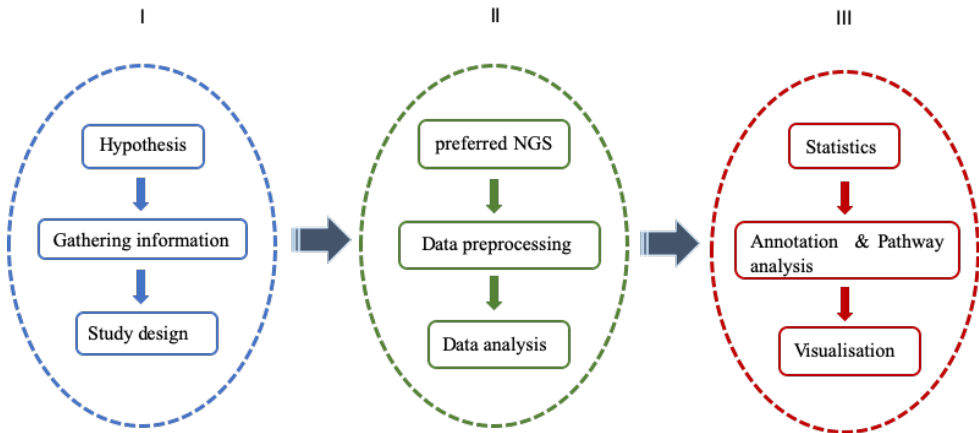 I
II
III
Hypothesis
Gathering information
Study design
preferred NGS
Data preprocessing
Data analysis
Statistics
Annotation & Pathway
analysis
Visualisation